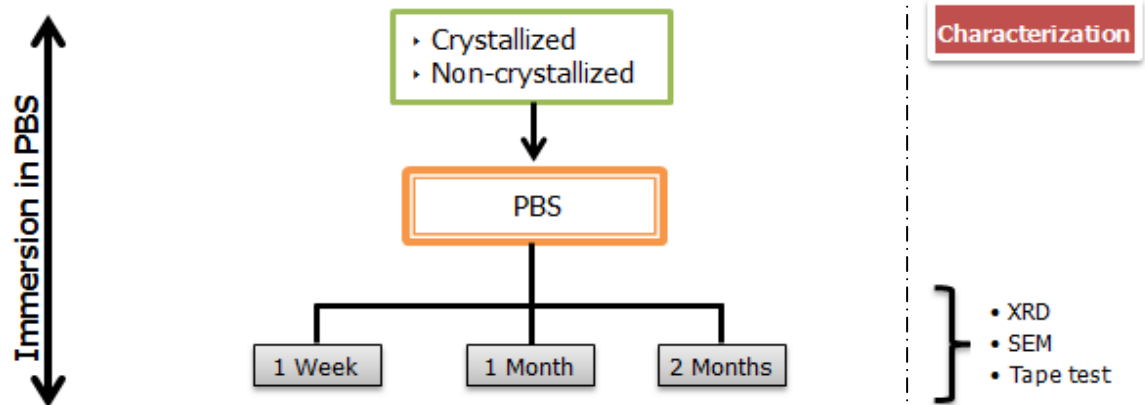 Immersion in PBS
‣ Crystallized
‣ Non-crystallized
PBS
1 Week
1 Month
2 Months
Characterization
• XRD
• SEM
• Tape test